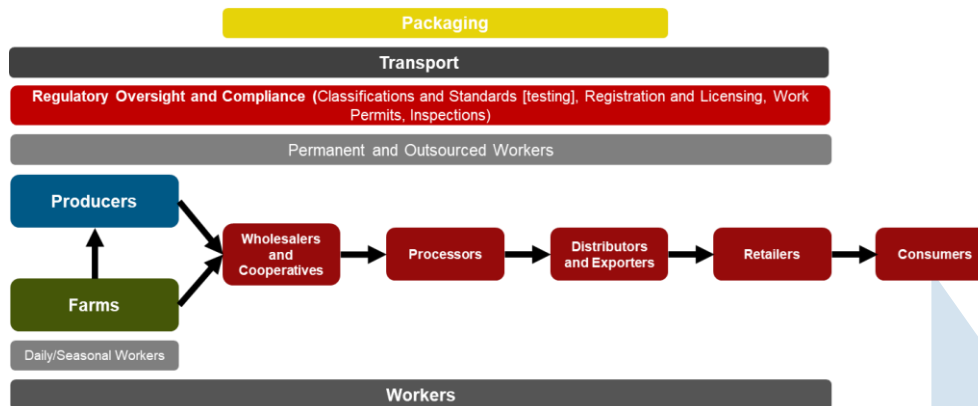 Packaging
Transport
Regulatory Oversight and Compliance (Classifications and Standards [testing], Registration and Licensing, Work
Permits, Inspections)
Permanent and Outsourced Workers
Producers
Wholesalers
and
Cooperatives
Processors
Distributors
and Exporters
Retailers
Consumers
Farms
Daily/Seasonal Workers
Workers